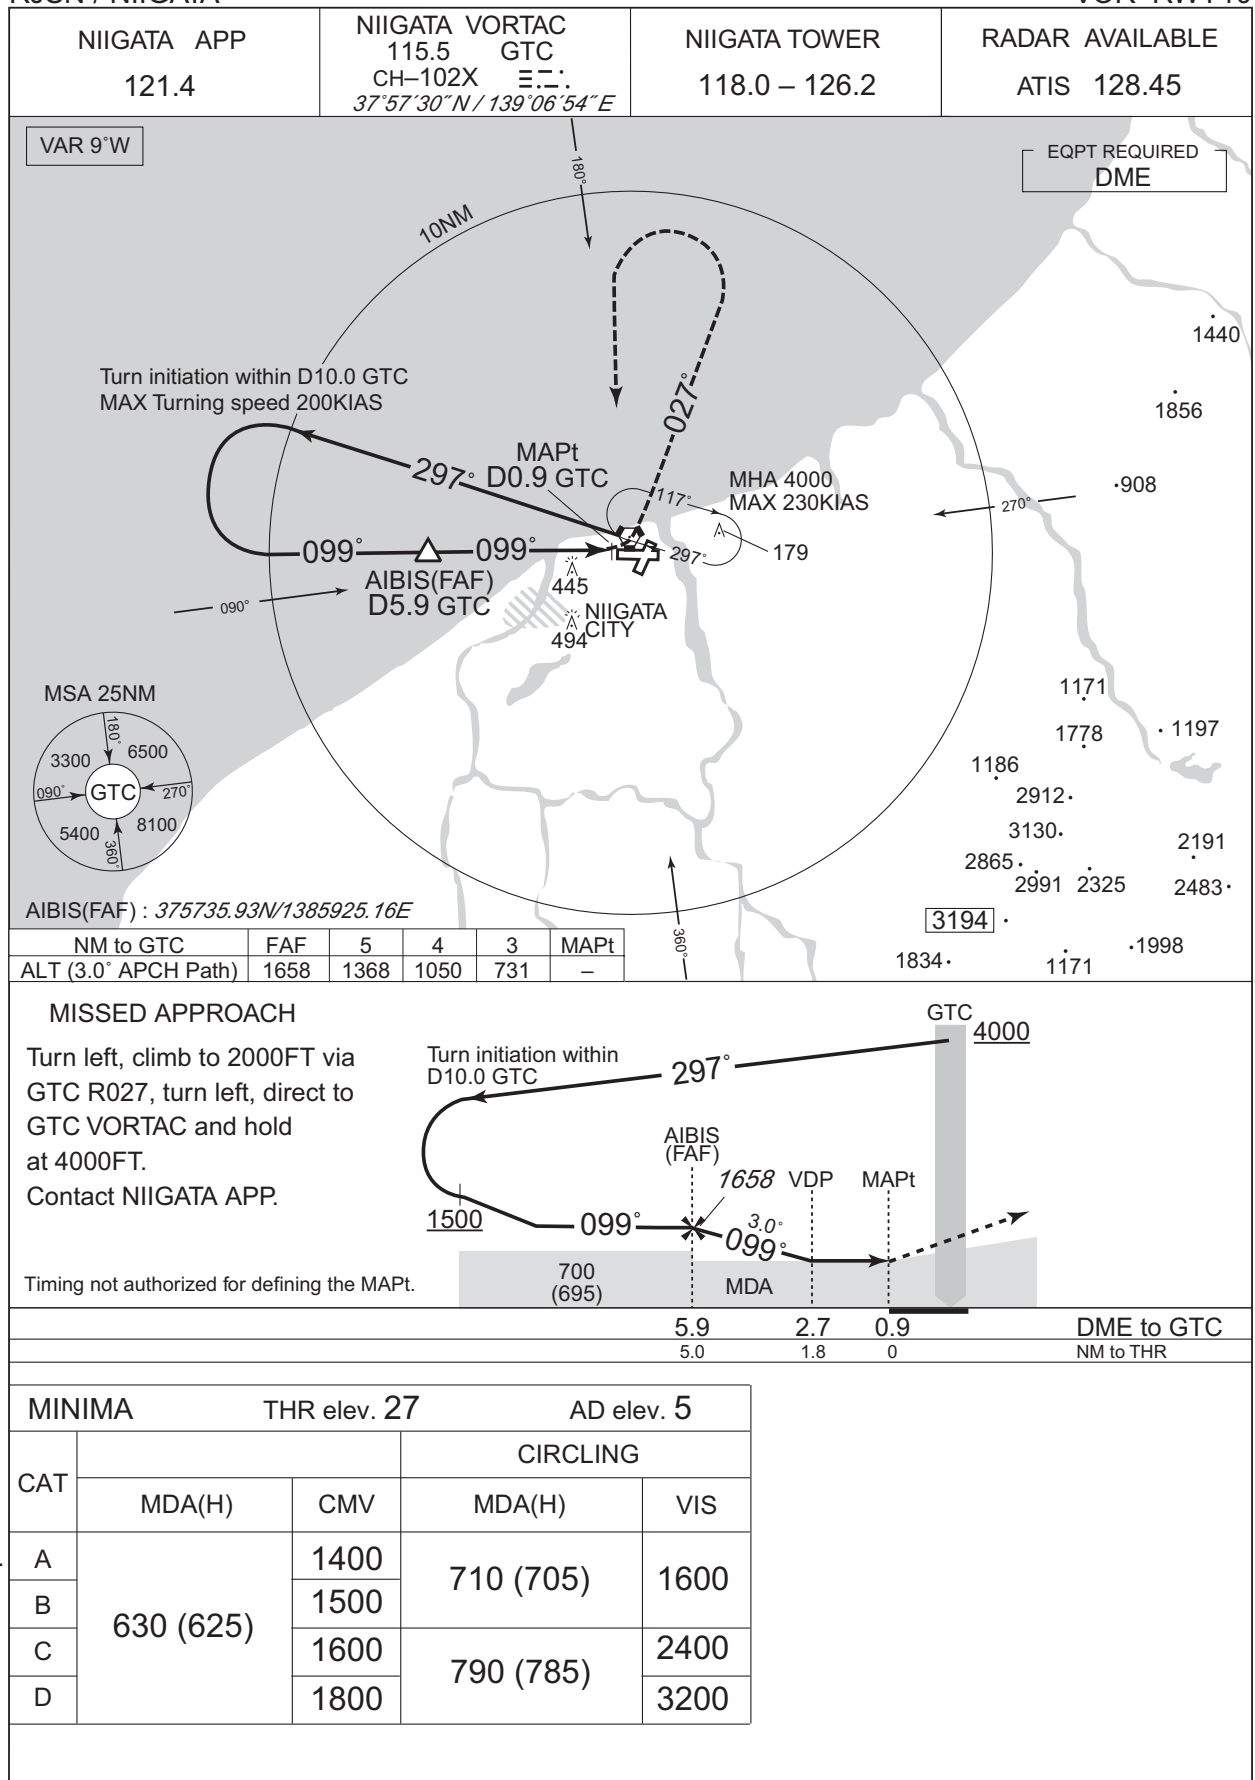 NIIGATA APP
121.4
NIIGATA VORTAC
115.5 GTC
CH–102X
37°57´30˝N / 139°06´54˝E
NIIGATA TOWER
118.0 – 126.2
RADAR AVAILABLE
ATIS 128.45
VAR 9°W
EQPT REQUIRED
DME
180°
10NM
1440
Turn initiation within D10.0 GTC
MAX Turning speed 200KIAS
1856
027°
MAPt
D0.9 GTC
297°
MHA 4000
MAX 230KIAS
908
117°
270°
297°
179
099°
099°
AIBIS(FAF)
D5.9 GTC
090°
445
NIIGATA
CITY
494
MSA 25NM
180°
3300
6500
090°
GTC
270°
5400
8100
360°
1171
1778
1197
1186
2912
3130
2191
2865
2991
2325
2483
3194
1834
1171
1998
360°
AIBIS(FAF) : 375735.93N/1385925.16E
NM to GTC FAF 5 4 3 MAPt
ALT (3.0° APCH Path) 1658 1368 1050 731 –
MISSED APPROACH
Turn left, climb to 2000FT via
GTC R027, turn left, direct to
GTC VORTAC and hold
at 4000FT.
Contact NIIGATA APP.
Timing not authorized for defining the MAPt.
GTC
4000
Turn initiation within
D10.0 GTC
297°
AIBIS
(FAF)
1658
VDP
MAPt
1500
099°
3.0°
099°
700
(695)
MDA
5.9 2.7 0.9 DME to GTC
5.0 1.8 0 NM to THR
MINIMA THR elev. 27 AD elev. 5
CAT
CIRCLING
MDA(H) CMV MDA(H) VIS
A 1400
710 (705) 1600
B 1500
630 (625)
C 1600 2400
790 (785)
D 1800 3200